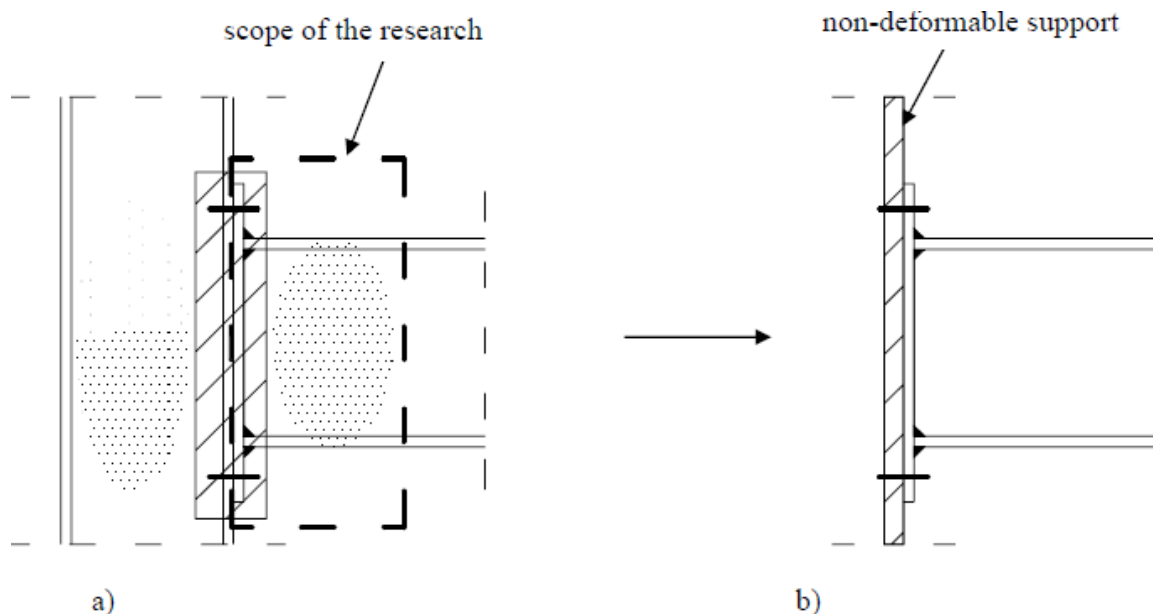 scope of the research
non-deformable support
a)
b)